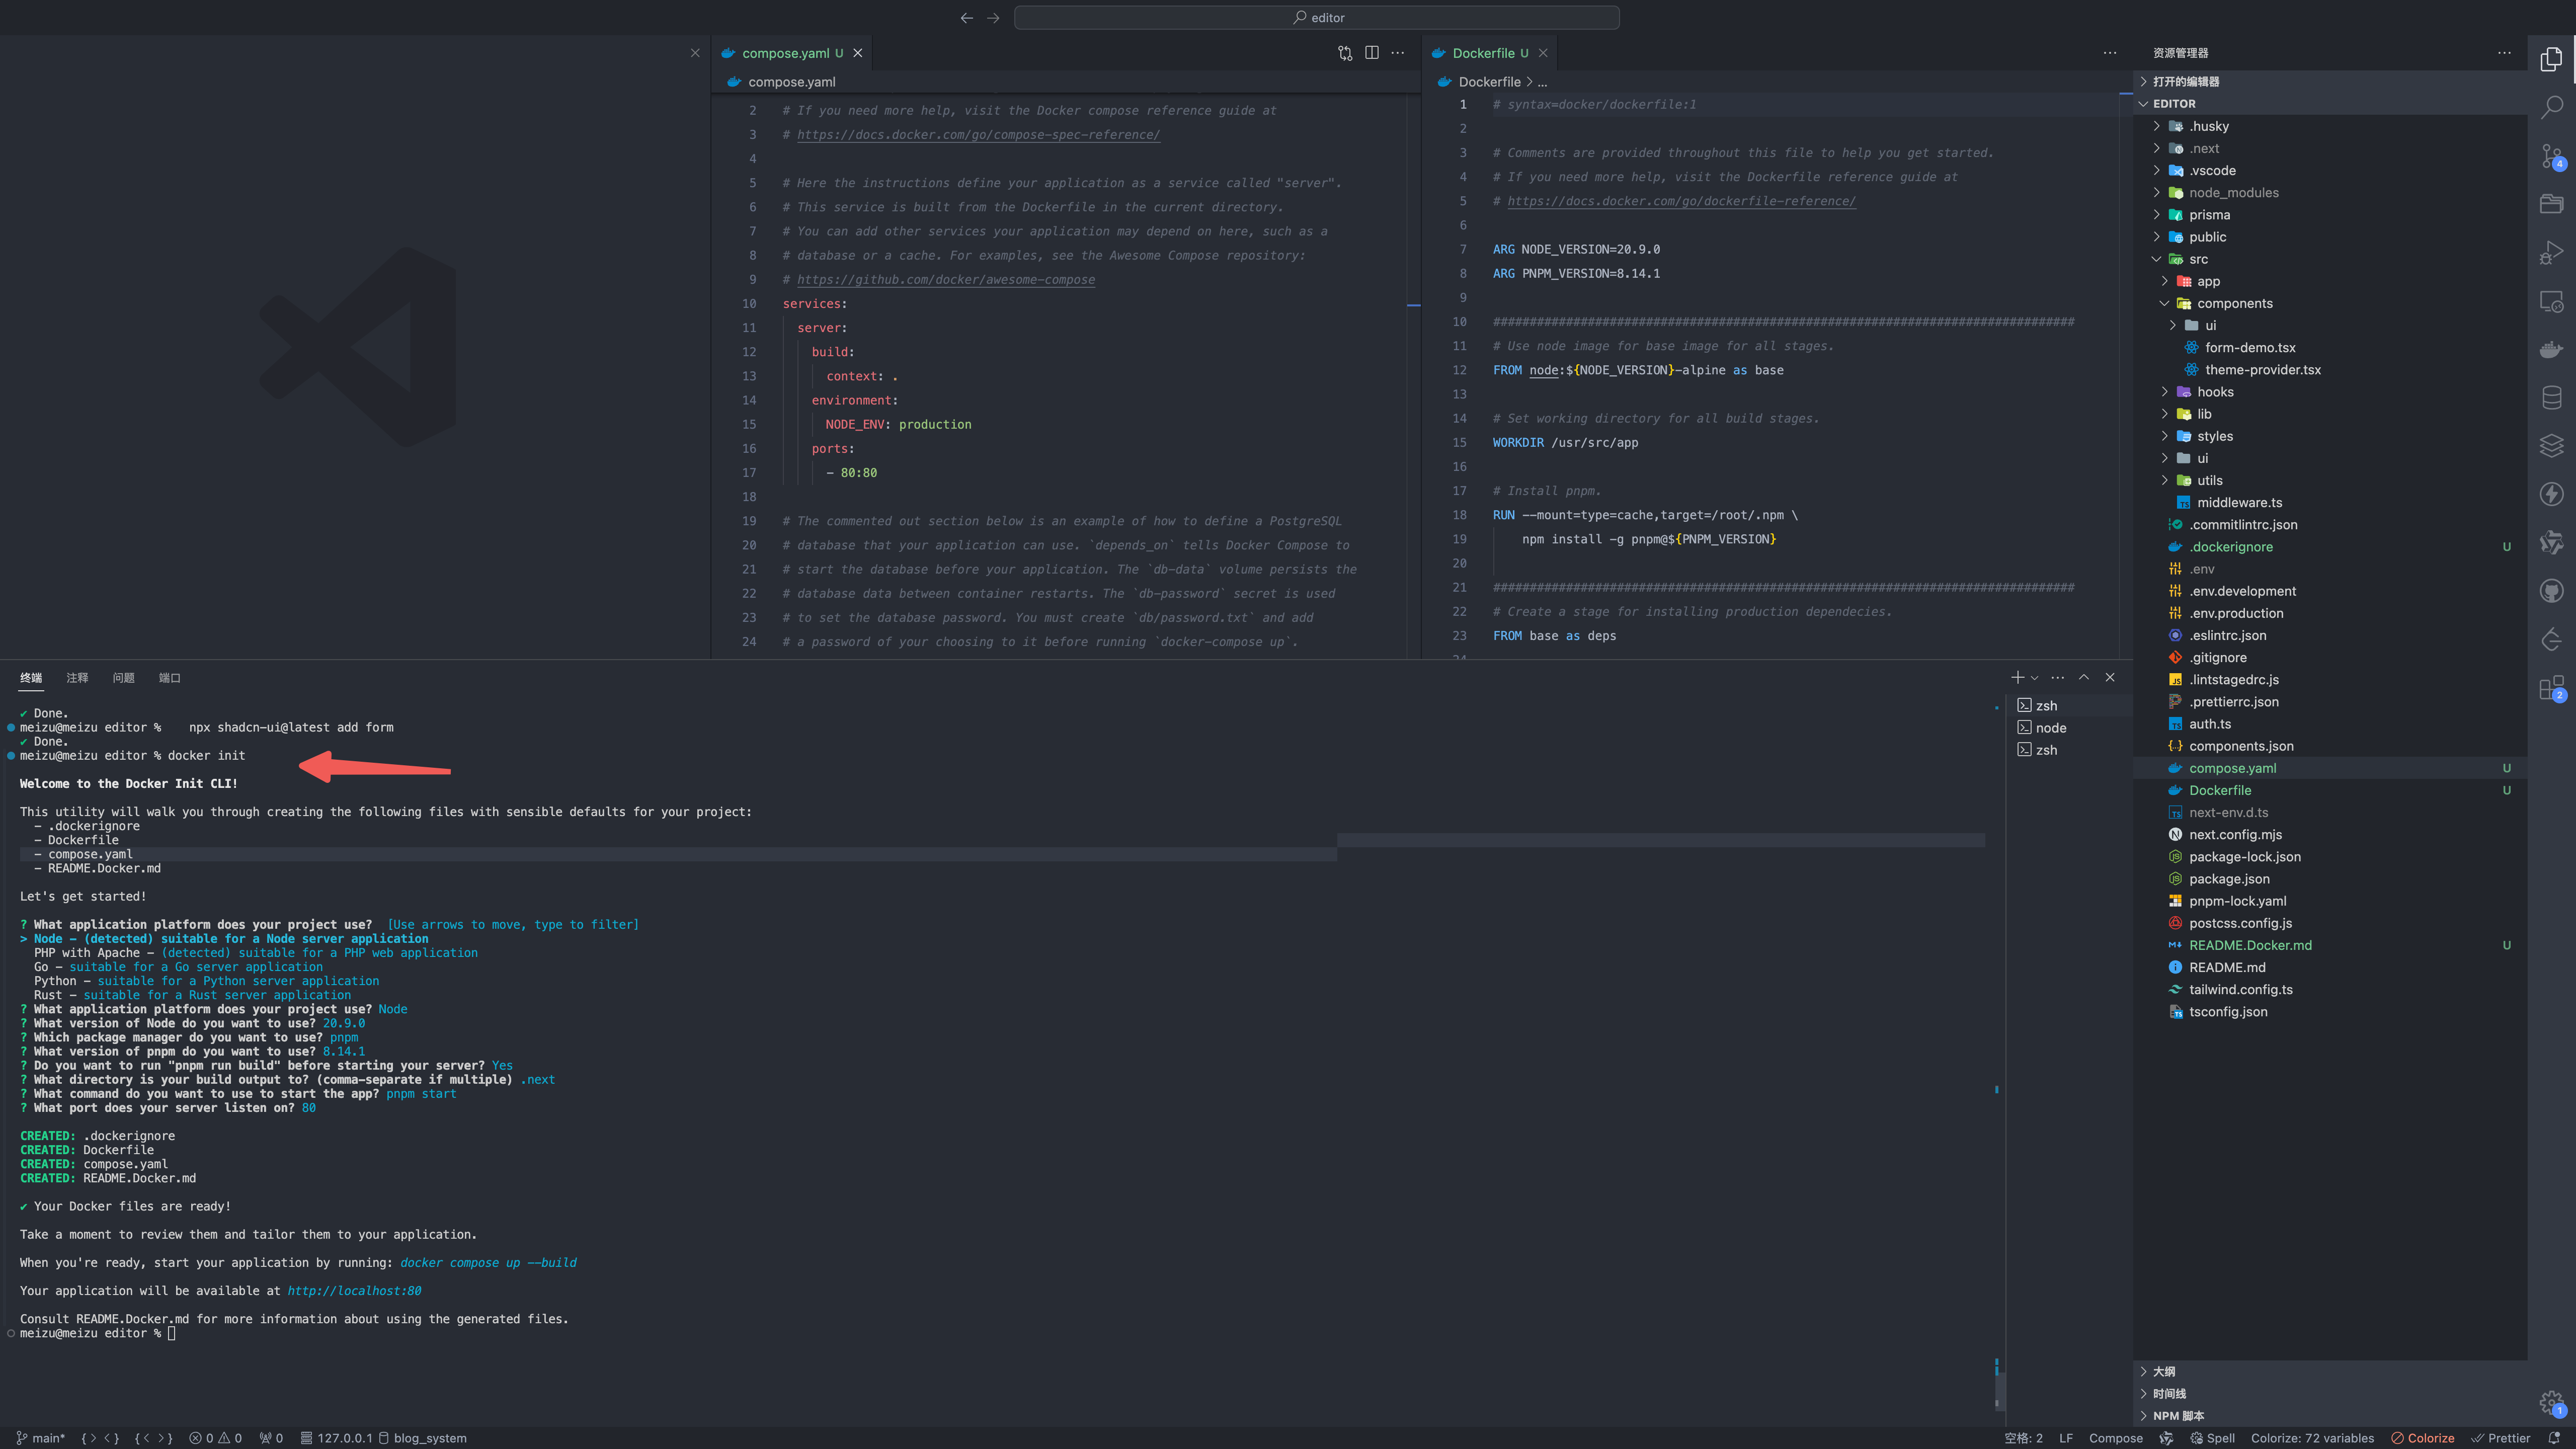 editor
compose.yaml U
compose.yaml
2 # If you need more help, visit the Docker compose reference guide at
3 # https://docs.docker.com/go/compose-spec-reference/
4
5 # Here the instructions define your application as a service called "server".
6 # This service is built from the Dockerfile in the current directory.
7 # You can add other services your application may depend on here, such as a
8 # database or a cache. For examples, see the Awesome Compose repository:
9 # https://github.com/docker/awesome-compose
10 services:
11 server:
12 build:
13 context: .
14 environment:
15 NODE_ENV: production
16 ports:
17 - 80:80
18
19 # The commented out section below is an example of how to define a PostgreSQL
20 # database that your application can use. `depends_on` tells Docker Compose to
21 # start the database before your application. The `db-data` volume persists the
22 # database data between container restarts. The `db-password` secret is used
23 # to set the database password. You must create `db/password.txt` and add
24 # a password of your choosing to it before running `docker-compose up`.
Dockerfile U
Dockerfile > ...
1 # syntax=docker/dockerfile:1
2
3 # Comments are provided throughout this file to help you get started.
4 # If you need more help, visit the Dockerfile reference guide at
5 # https://docs.docker.com/go/dockerfile-reference/
6
7 ARG NODE_VERSION=20.9.0
8 ARG PNPM_VERSION=8.14.1
9
10 ################################################################################
11 # Use node image for base image for all stages.
12 FROM node:${NODE_VERSION}-alpine as base
13
14 # Set working directory for all build stages.
15 WORKDIR /usr/src/app
16
17 # Install pnpm.
18 RUN --mount=type=cache,target=/root/.npm \
19 npm install -g pnpm@${PNPM_VERSION}
20
21 ################################################################################
22 # Create a stage for installing production dependecies.
23 FROM base as deps
24
资源管理器
打开的编辑器
EDITOR
.husky
.next
.vscode
node_modules
prisma
public
src
app
components
ui
form-demo.tsx
theme-provider.tsx
hooks
lib
styles
ui
utils
middleware.ts
.commitlintrc.json
.dockerignore U
.env
.env.development
.env.production
.eslintrc.json
.gitignore
.lintstagedrc.js
.prettierrc.json
auth.ts
components.json
compose.yaml U
Dockerfile U
next-env.d.ts
next.config.mjs
package-lock.json
package.json
pnpm-lock.yaml
postcss.config.js
README.Docker.md U
README.md
tailwind.config.ts
tsconfig.json
大纲
时间线
NPM 脚本
4
2
1
终端 注释 问题 端口
zsh
node
zsh
✔ Done.
meizu@meizu editor % npx shadcn-ui@latest add form
✔ Done.
meizu@meizu editor % docker init
Welcome to the Docker Init CLI!
This utility will walk you through creating the following files with sensible defaults for your project:
- .dockerignore
- Dockerfile
- compose.yaml
- README.Docker.md
Let's get started!
? What application platform does your project use? [Use arrows to move, type to filter]
> Node - (detected) suitable for a Node server application
PHP with Apache - (detected) suitable for a PHP web application
Go - suitable for a Go server application
Python - suitable for a Python server application
Rust - suitable for a Rust server application
? What application platform does your project use? Node
? What version of Node do you want to use? 20.9.0
? Which package manager do you want to use? pnpm
? What version of pnpm do you want to use? 8.14.1
? Do you want to run "pnpm run build" before starting your server? Yes
? What directory is your build output to? (comma-separate if multiple) .next
? What command do you want to use to start the app? pnpm start
? What port does your server listen on? 80
CREATED: .dockerignore
CREATED: Dockerfile
CREATED: compose.yaml
CREATED: README.Docker.md
✔ Your Docker files are ready!
Take a moment to review them and tailor them to your application.
When you're ready, start your application by running: docker compose up --build
Your application will be available at http://localhost:80
Consult README.Docker.md for more information about using the generated files.
meizu@meizu editor %
main* 0 0 0 127.0.0.1 blog_system
空格: 2 LF Compose Spell Colorize: 72 variables Colorize Prettier